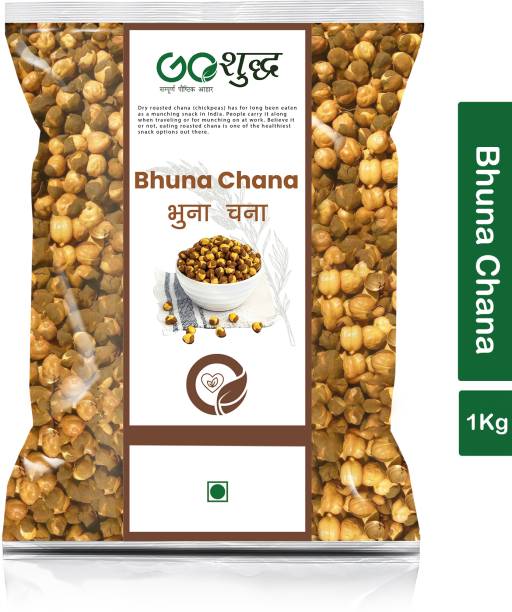 GO शुद्ध
सम्पूर्ण पौष्टिक आहार
Dry roasted chana (chickpeas) has for long been eaten
as a munching snack in India. People carry it along
when traveling or for munching on at work. Believe it
or not, eating roasted chana is one of the healthiest
snack options out there.
Bhuna Chana
भुना चना
Bhuna Chana
1Kg